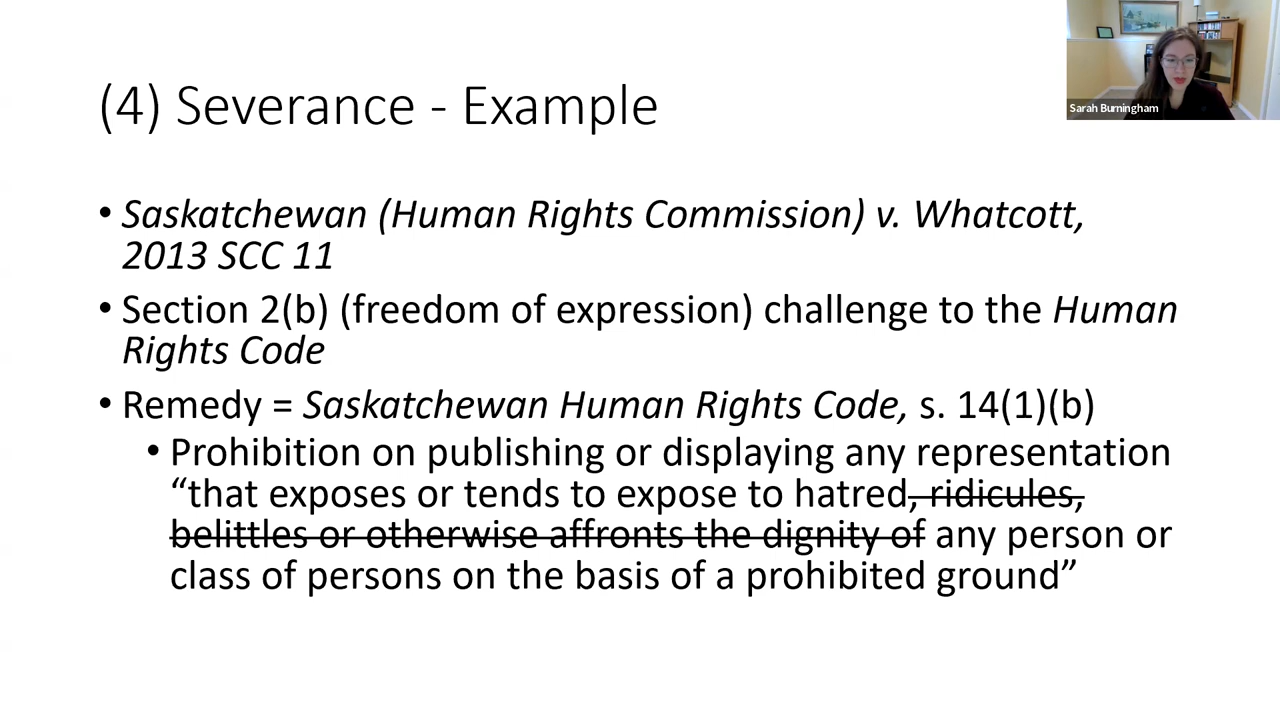 Sarah Burningham
(4) Severance - Example
• Saskatchewan (Human Rights Commission) v. Whatcott,
2013 SCC 11
• Section 2(b) (freedom of expression) challenge to the Human
Rights Code
• Remedy = Saskatchewan Human Rights Code, s. 14(1)(b)
• Prohibition on publishing or displaying any representation
“that exposes or tends to expose to hatred, ridicules,
belittles or otherwise affronts the dignity of any person or
class of persons on the basis of a prohibited ground”